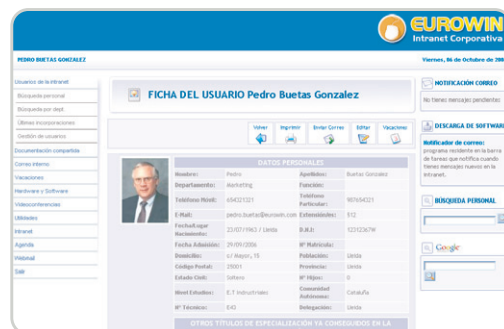 EUROWIN
Intranet Corporativa
PEDRO BUETAS GONZALEZ
Viernes, 06 de Octubre de 200
Usuarios de la intranet
Búsqueda personal
Búsqueda por dept.
Últimas incorporaciones
Gestión de usuarios
Documentación compartida
Correo interno
Vacaciones
Hardware y Software
Videoconferencias
Utilidades
Intranet
Agenda
Webmail
Salir
FICHA DEL USUARIO Pedro Buetas Gonzalez
Volver Imprimir Enviar Correo Editar Vacaciones
DATOS PERSONALES
Nombre: Pedro Apellidos: Buetas Gonzalez
Departamento: Marketing Función:
Teléfono Móvil: 654321321 Teléfono Particular: 987654321
E-Mail: pedro.buetas@eurowin.com Extensión/es: 512
Fecha/Lugar Nacimiento: 23/07/1963 / Lleida D.N.I:
Fecha Admisión: 29/09/2006 Nº Matricula:
Domicilio: c/ Mayor, 15 Población: Lleida
Código Postal: 25001 Provincia: Lleida
Estado Civil: Soltero Nº Hijos: 0
Nivel Estudios: E.T Industriales Comunidad Autónoma: Cataluña
Nº Técnico: Delegación: Lleida
OTROS TÍTULOS DE ESPECIALIZACIÓN YA CONSEGUIDOS EN LA
NOTIFICACIÓN CORREO
No tienes mensajes pendientes
DESCARGA DE SOFTWARE
Notificador de correo:
programa residente en la barra
de tareas que notifica cuando
tienes mensajes nuevos en la
intranet.
BÚSQUEDA PERSONAL
Google